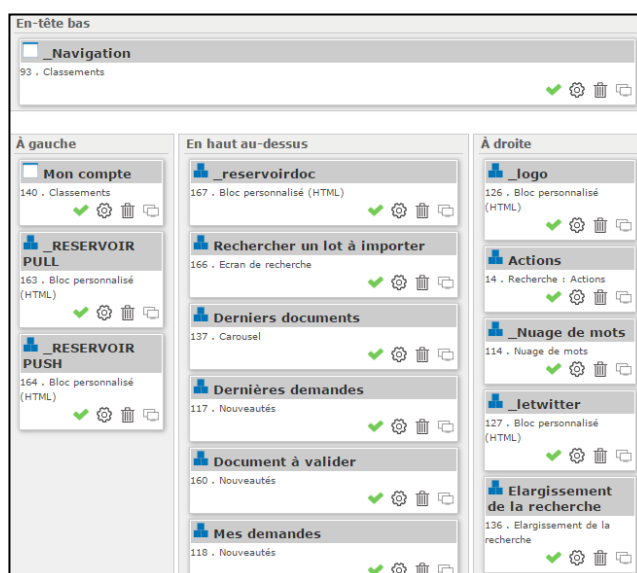 En-tête bas
_Navigation
93 . Classements
À gauche
Mon compte
140 . Classements
_RESERVOIR
PULL
163 . Bloc personnalisé
(HTML)
_RESERVOIR
PUSH
164 . Bloc personnalisé
(HTML)
En haut au-dessus
_reservoirdoc
167 . Bloc personnalisé (HTML)
Rechercher un lot à importer
166 . Ecran de recherche
Derniers documents
137 . Carousel
Dernières demandes
117 . Nouveautés
Document à valider
160 . Nouveautés
Mes demandes
118 . Nouveautés
À droite
_logo
126 . Bloc personnalisé
(HTML)
Actions
14 . Recherche : Actions
_Nuage de mots
114 . Nuage de mots
_letwitter
127 . Bloc personnalisé
(HTML)
Elargissement
de la recherche
136 . Elargissement de la
recherche